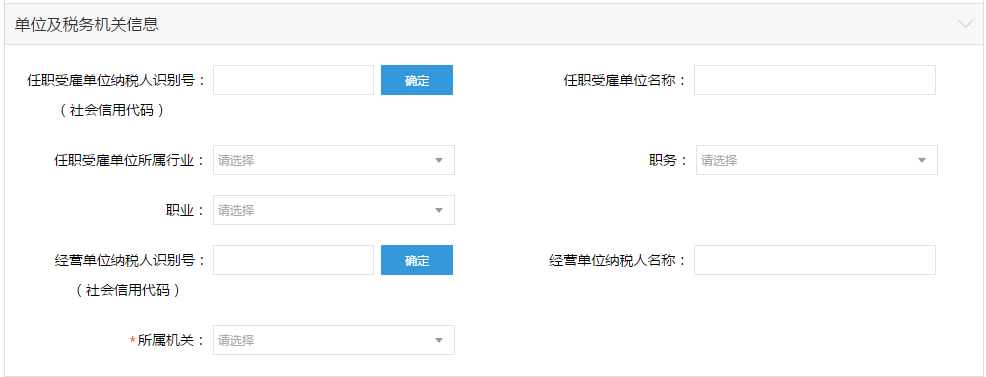 单位及税务机关信息
任职受雇单位纳税人识别号： 确定 任职受雇单位名称：
（社会信用代码）
任职受雇单位所属行业： 请选择 职务： 请选择
职业： 请选择
经营单位纳税人识别号： 确定 经营单位纳税人名称：
（社会信用代码）
*所属机关： 请选择